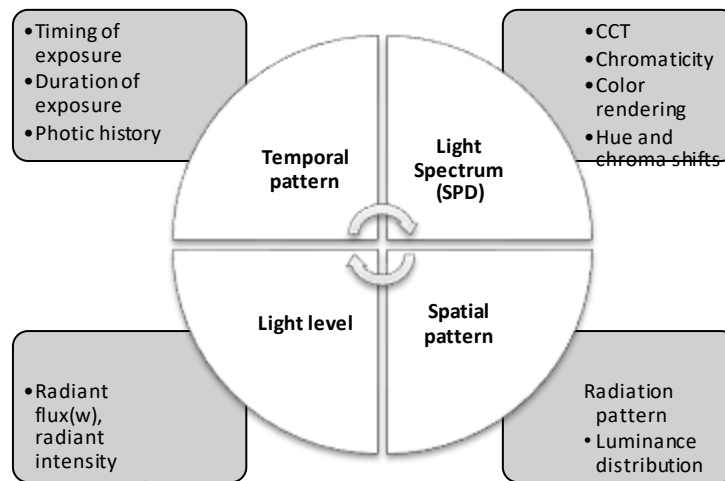 •Timing of
exposure
•Duration of
exposure
•Photic history
•CCT
•Chromaticity
•Color
rendering
•Hue and
chroma shifts
Temporal
pattern
Light
Spectrum
(SPD)
Light level
Spatial
pattern
•Radiant
flux(w),
radiant
intensity
Radiation
pattern
• Luminance
distribution